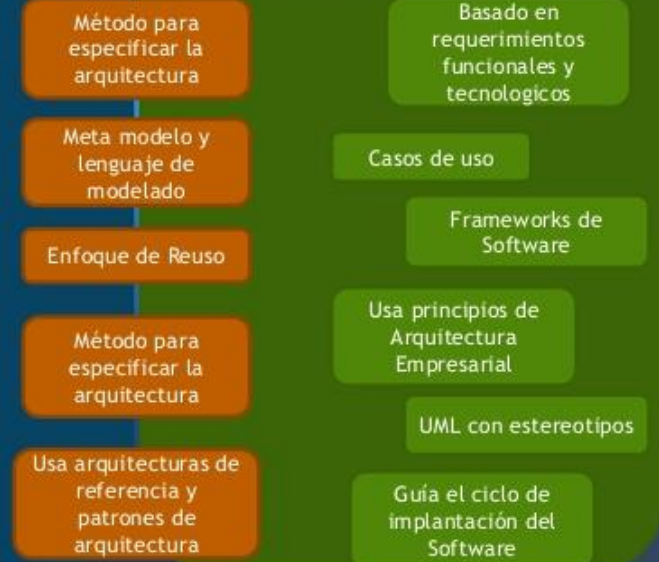 Método para
especificar la
arquitectura
Meta modelo y
lenguaje de
modelado
Enfoque de Reuso
Método para
especificar la
arquitectura
Usa arquitecturas de
referencia y
patrones de
arquitectura
Basado en
requerimientos
funcionales y
tecnologicos
Casos de uso
Frameworks de
Software
Usa principios de
Arquitectura
Empresarial
UML con estereotipos
Guía el ciclo de
implantación del
Software